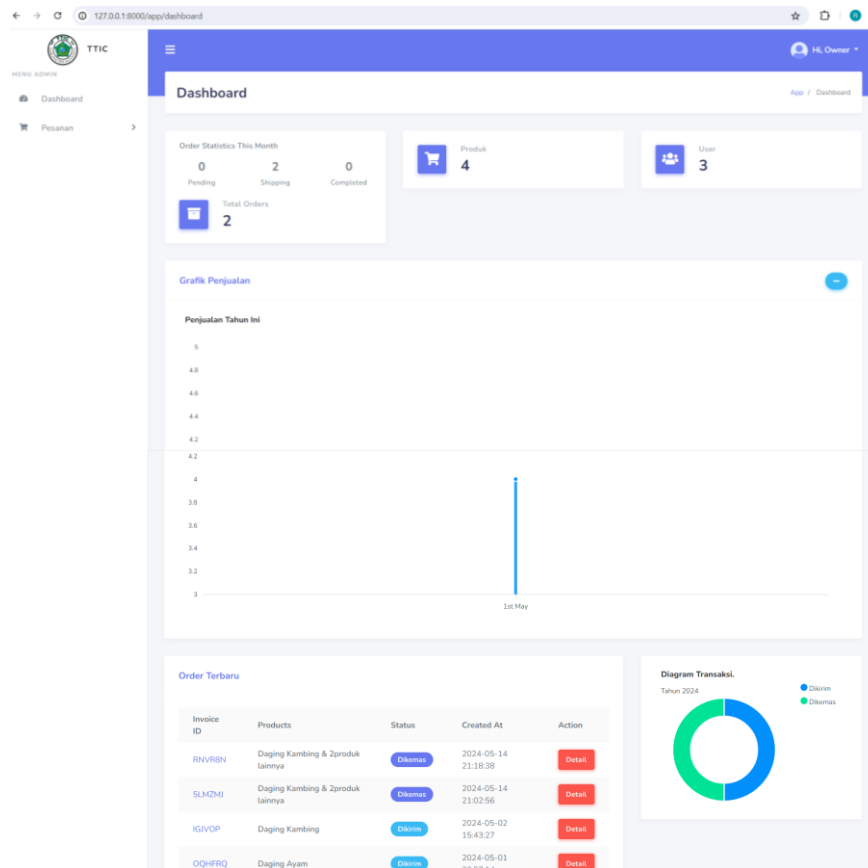 127.0.0.1:8000/app/dashboard
TTIC
Hi, Owner
MENU ADMIN
Dashboard
Pesanan
Dashboard
App / Dashboard
Order Statistics This Month
0 2 0
Pending Shipping Completed
Total Orders
2
Produk
4
User
3
Grafik Penjualan
Penjualan Tahun Ini
5
4.8
4.6
4.4
4.2
4.2
4
3.8
3.6
3.4
3.2
3
1st May
Order Terbaru
Invoice ID Products Status Created At Action
RNVR8N Daging Kambing & 2produk lainnya Dikemas 2024-05-14 21:18:38 Detail
5LMZMJ Daging Kambing & 2produk lainnya Dikemas 2024-05-14 21:02:56 Detail
IGJVOP Daging Kambing Dikirim 2024-05-02 15:43:27 Detail
OQHFRQ Daging Ayam Dikirim 2024-05-01 Detail
Diagram Transaksi.
Tahun 2024
Dikirim
Dikemas